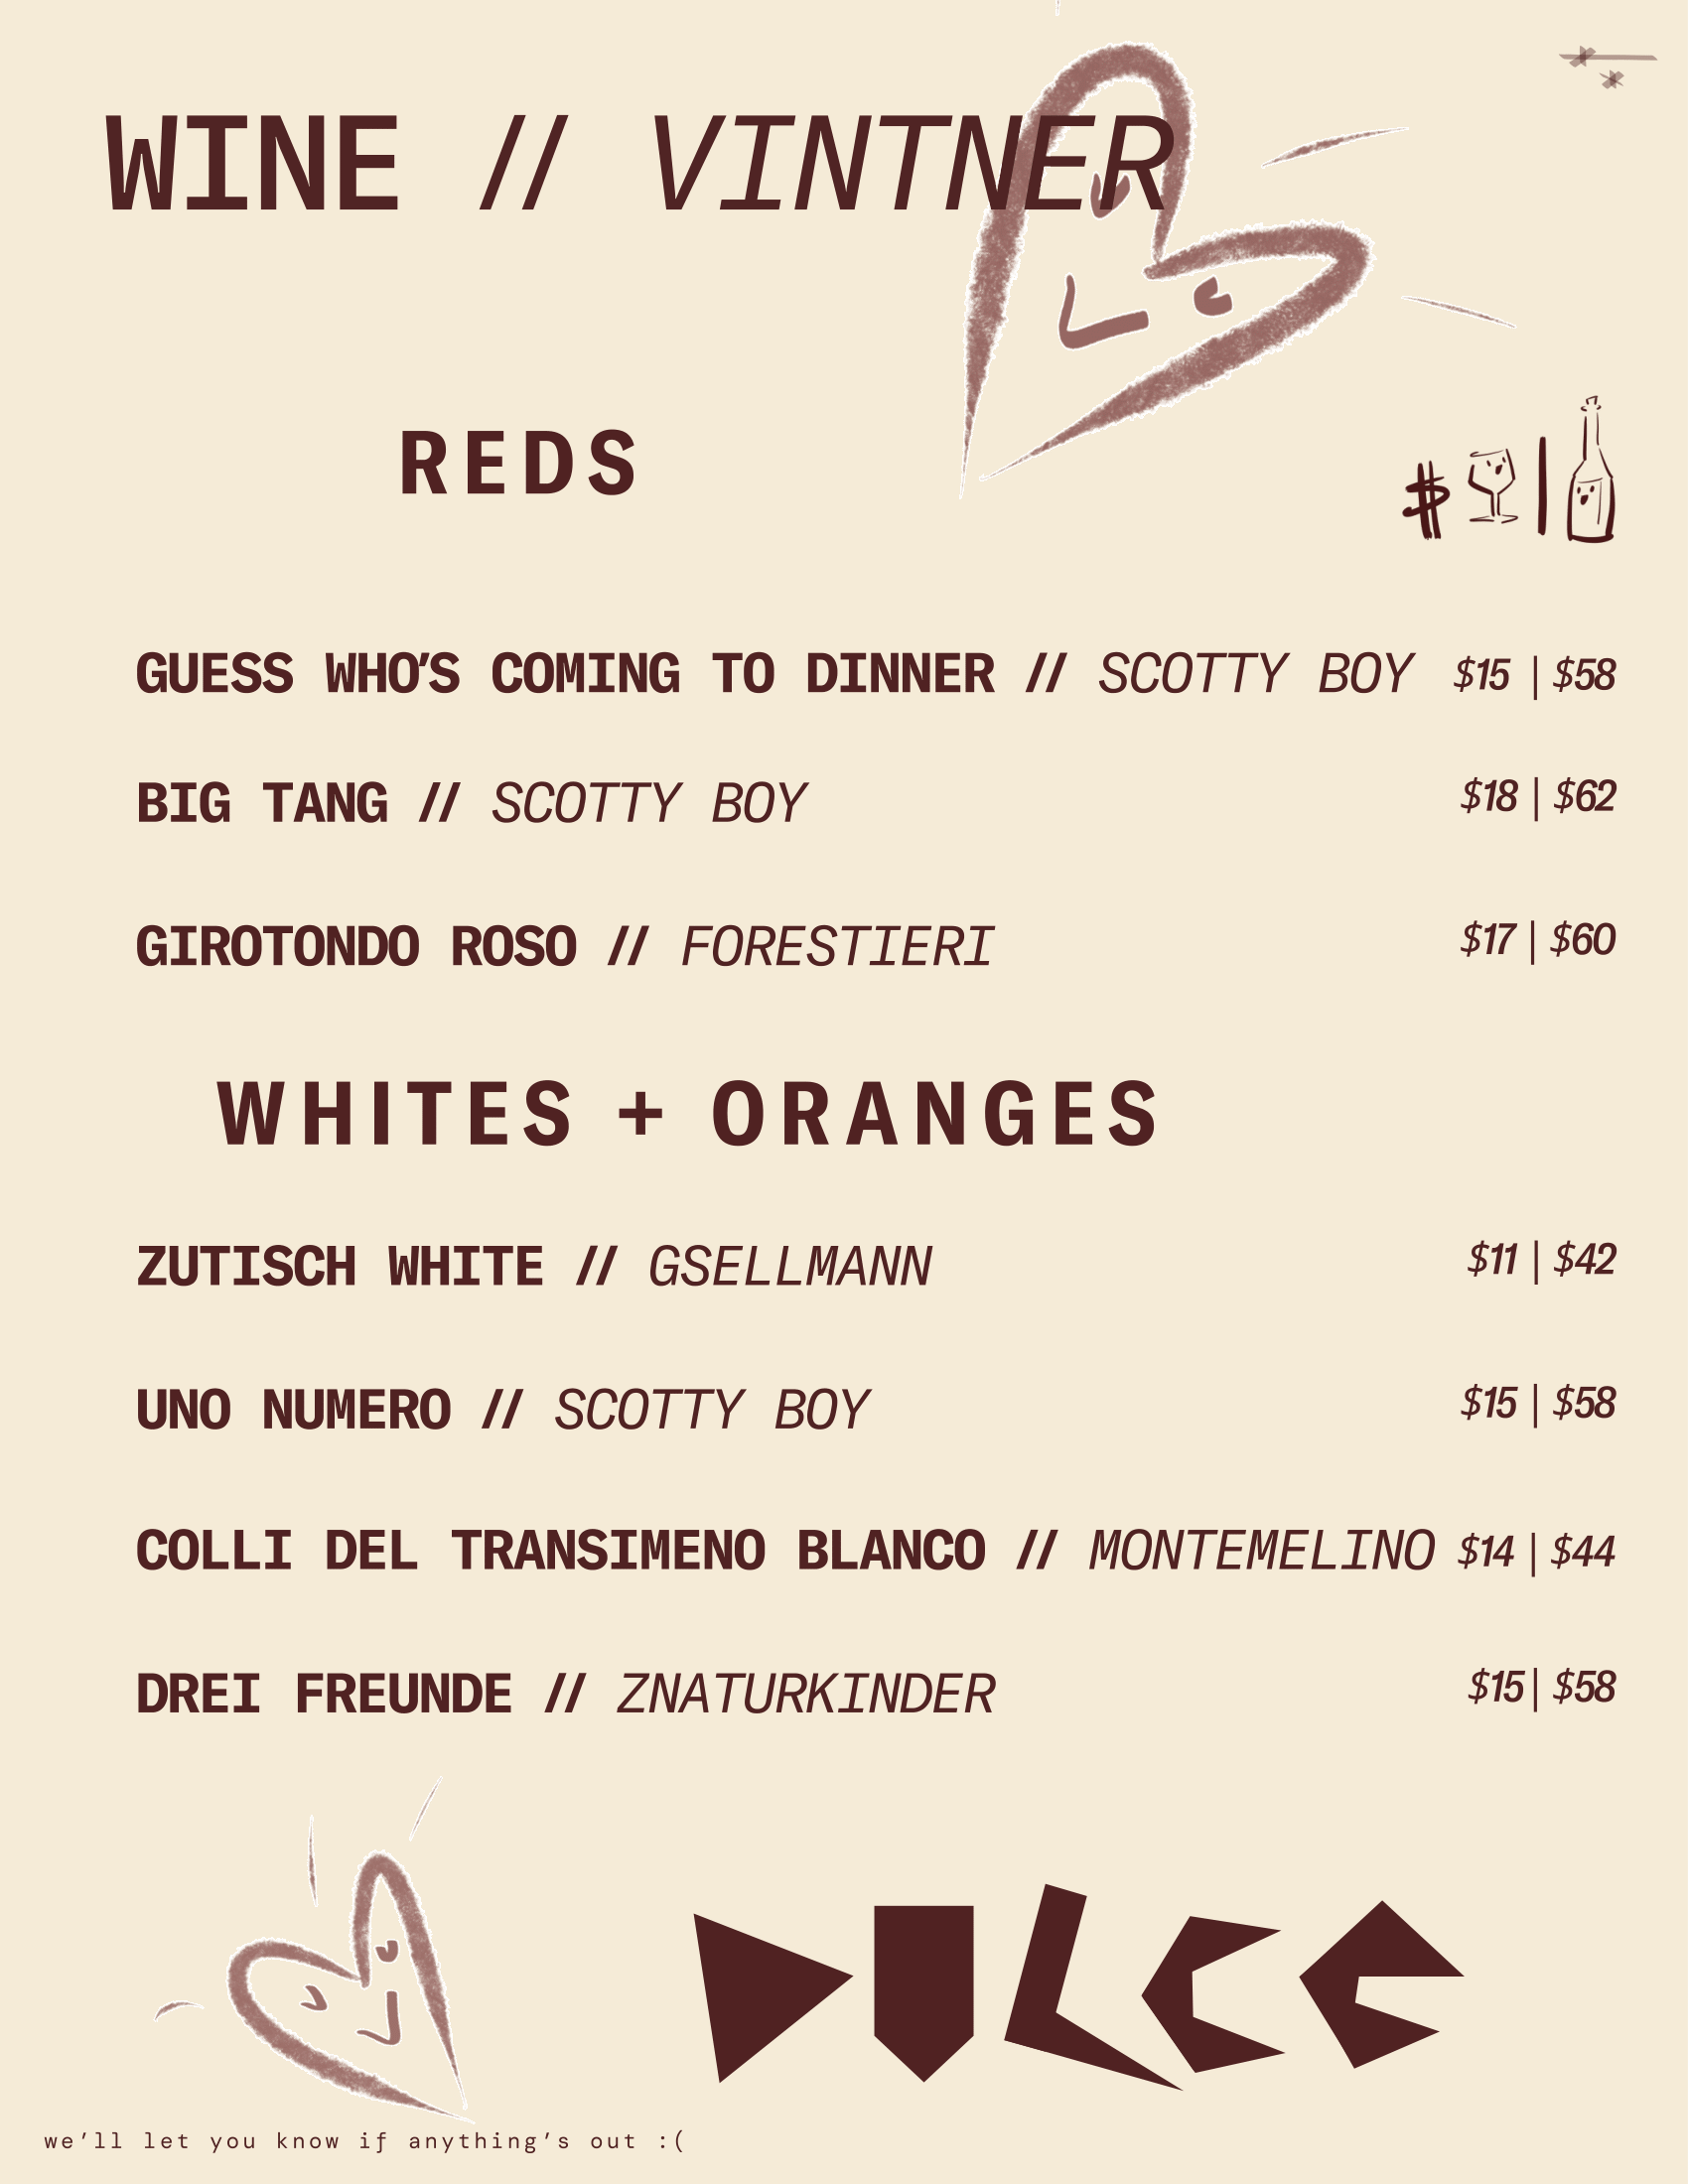 WINE // VINTNER
REDS
$ |
GUESS WHO'S COMING TO DINNER // SCOTTY BOY $15 | $58
BIG TANG // SCOTTY BOY $18 | $62
GIROTONDO ROSO // FORESTIERI $17 | $60
WHITES + ORANGES
ZUTISCH WHITE // GSELLMANN $11 | $42
UNO NUMERO // SCOTTY BOY $15 | $58
COLLI DEL TRANSIMENO BLANCO // MONTEMELINO $14 | $44
DREI FREUNDE // ZNATURKINDER $15 | $58
DULCE
we'll let you know if anything's out :(